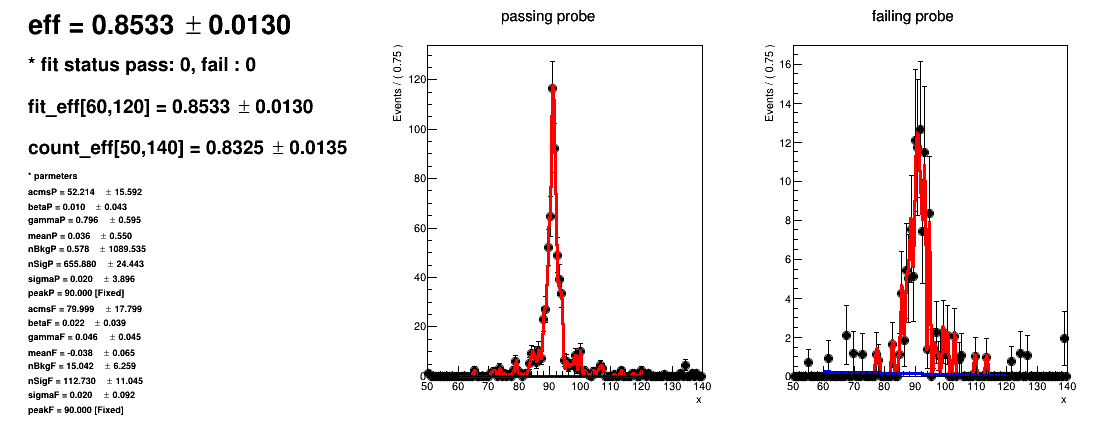 eff = 0.8533 ± 0.0130
* fit status pass: 0, fail : 0
fit_eff[60,120] = 0.8533 ± 0.0130
count_eff[50,140] = 0.8325 ± 0.0135
* parmeters
acmsP = 52.214 ± 15.592
betaP = 0.010 ± 0.043
gammaP = 0.796 ± 0.595
meanP = 0.036 ± 0.550
nBkgP = 0.578 ± 1089.535
nSigP = 655.880 ± 24.443
sigmaP = 0.020 ± 3.896
peakP = 90.000 [Fixed]
acmsF = 79.999 ± 17.799
betaF = 0.022 ± 0.039
gammaF = 0.046 ± 0.045
meanF = -0.038 ± 0.065
nBkgF = 15.042 ± 6.259
nSigF = 112.730 ± 11.045
sigmaF = 0.020 ± 0.092
peakF = 90.000 [Fixed]
passing probe
Events / ( 0.75 )
120
100
80
60
40
20
0
50 60 70 80 90 100 110 120 130 140
x
failing probe
Events / ( 0.75 )
16
14
12
10
8
6
4
2
0
50 60 70 80 90 100 110 120 130 140
x